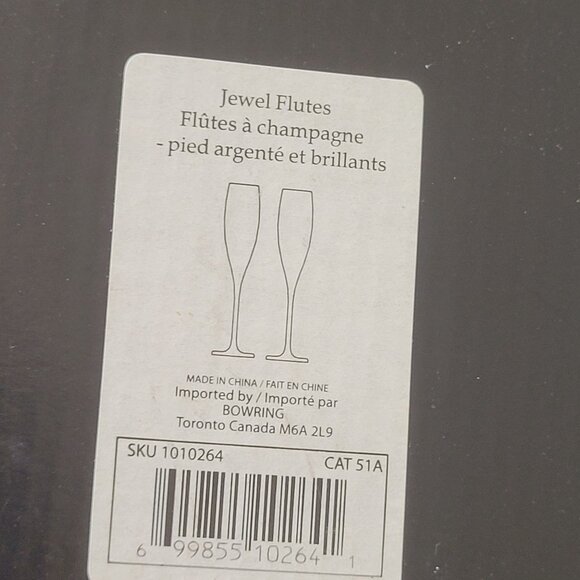 Jewel Flutes
Flûtes à champagne
- pied argenté et brillants
MADE IN CHINA / FAIT EN CHINE
Imported by / Importé par
BOWRING
Toronto Canada M6A 2L9
SKU 1010264 CAT 51A
6 99855 10264 1